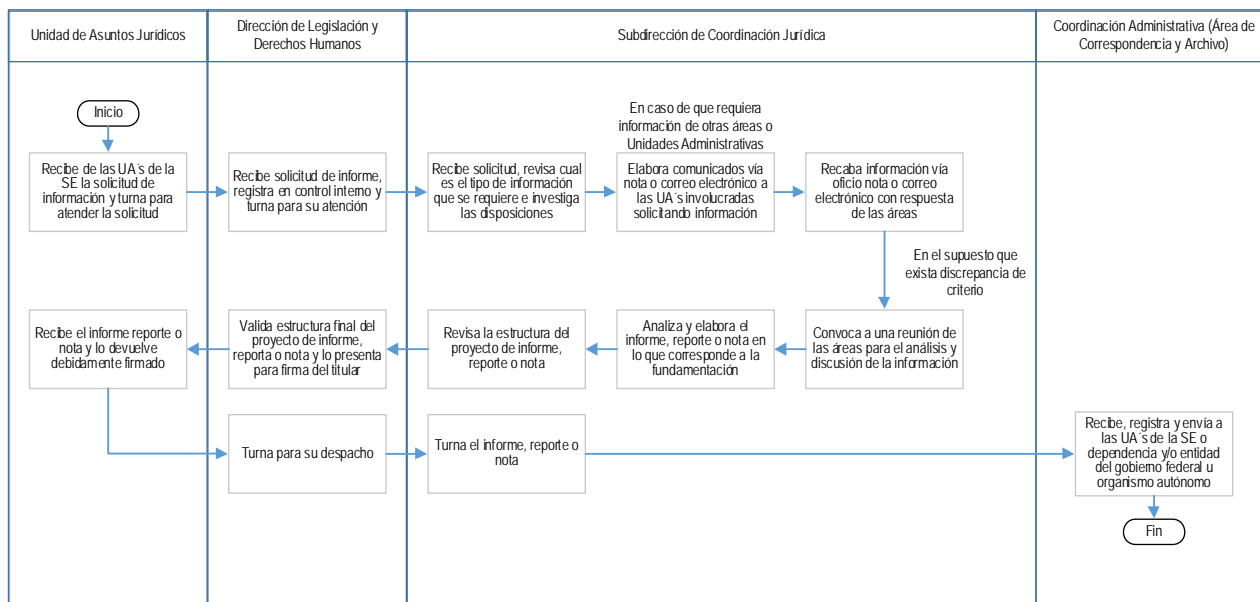 Unidad de Asuntos Jurídicos
Dirección de Legislación y
Derechos Humanos
Subdirección de Coordinación Jurídica
Coordinación Administrativa (Área de
Correspondencia y Archivo)
Inicio
Recibe de las UA´s de la
SE la solicitud de
información y turna para
atender la solicitud
Recibe solicitud de informe,
registra en control interno y
turna para su atención
Recibe solicitud, revisa cual
es el tipo de información
que se requiere e investiga
las disposiciones
En caso de que requiera
información de otras áreas o
Unidades Administrativas
Elabora comunicados vía
nota o correo electrónico a
las UA´s involucradas
solicitando información
Recaba información vía
oficio nota o correo
electrónico con respuesta
de las áreas
En el supuesto que
exista discrepancia de
criterio
Recibe el informe reporte o
nota y lo devuelve
debidamente firmado
Valida estructura final del
proyecto de informe,
reporta o nota y lo presenta
para firma del titular
Revisa la estructura del
proyecto de informe,
reporte o nota
Analiza y elabora el
informe, reporte o nota en
lo que corresponde a la
fundamentación
Convoca a una reunión de
las áreas para el análisis y
discusión de la información
Turna para su despacho
Turna el informe, reporte o
nota
Recibe, registra y envía a
las UA´s de la SE o
dependencia y/o entidad
del gobierno federal u
organismo autónomo
Fin